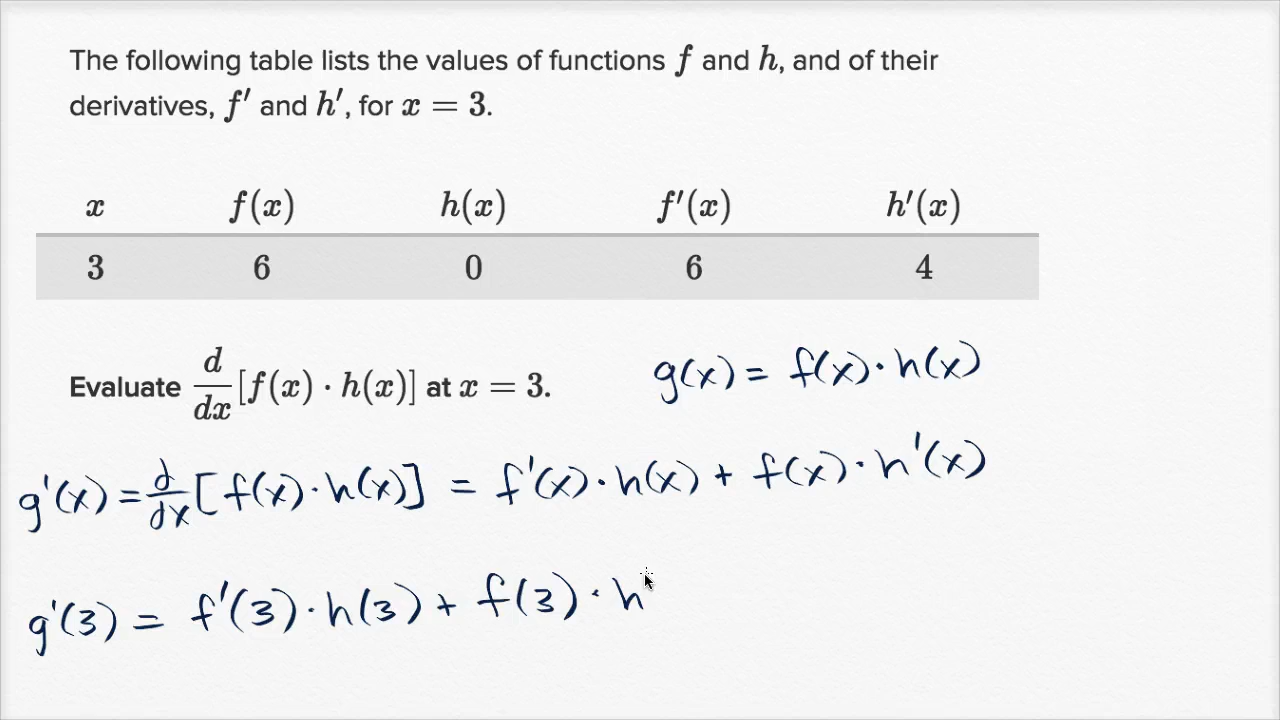 The following table lists the values of functions f and h, and of their
derivatives, f′ and h′, for x = 3.
x f(x) h(x) f′(x) h′(x)
3 6 0 6 4
Evaluate d/dx [f(x) · h(x)] at x = 3.
g(x) = f(x)·h(x)
g'(x) = d/dx [f(x)·h(x)] = f'(x)·h(x) + f(x)·h'(x)
g'(3) = f'(3)·h(3) + f(3)·h